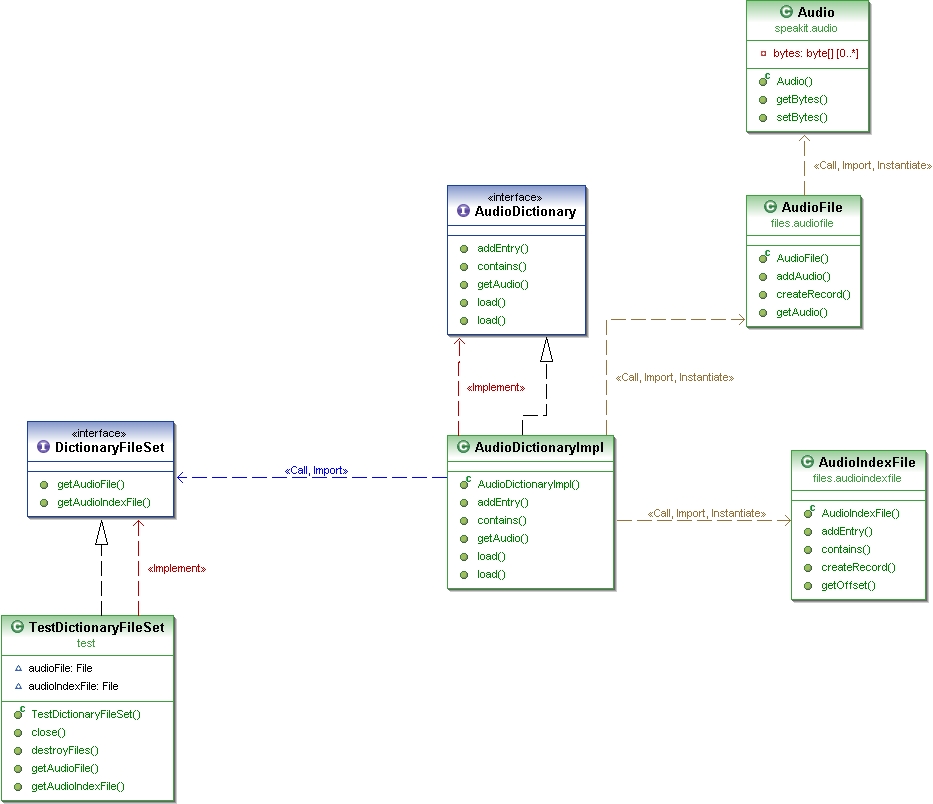 Audio
speakit.audio
bytes: byte[] [0..*]
Audio()
getBytes()
setBytes()
«Call, Import, Instantiate»
AudioFile
files.audiofile
AudioFile()
addAudio()
createRecord()
getAudio()
«interface»
AudioDictionary
addEntry()
contains()
getAudio()
load()
load()
«Call, Import, Instantiate»
«Implement»
AudioDictionaryImpl
AudioDictionaryImpl()
addEntry()
contains()
getAudio()
load()
load()
«interface»
DictionaryFileSet
getAudioFile()
getAudioIndexFile()
«Call, Import»
«Call, Import, Instantiate»
AudioIndexFile
files.audioindexfile
AudioIndexFile()
addEntry()
contains()
createRecord()
getOffset()
«Implement»
TestDictionaryFileSet
test
audioFile: File
audioIndexFile: File
TestDictionaryFileSet()
close()
destroyFiles()
getAudioFile()
getAudioIndexFile()